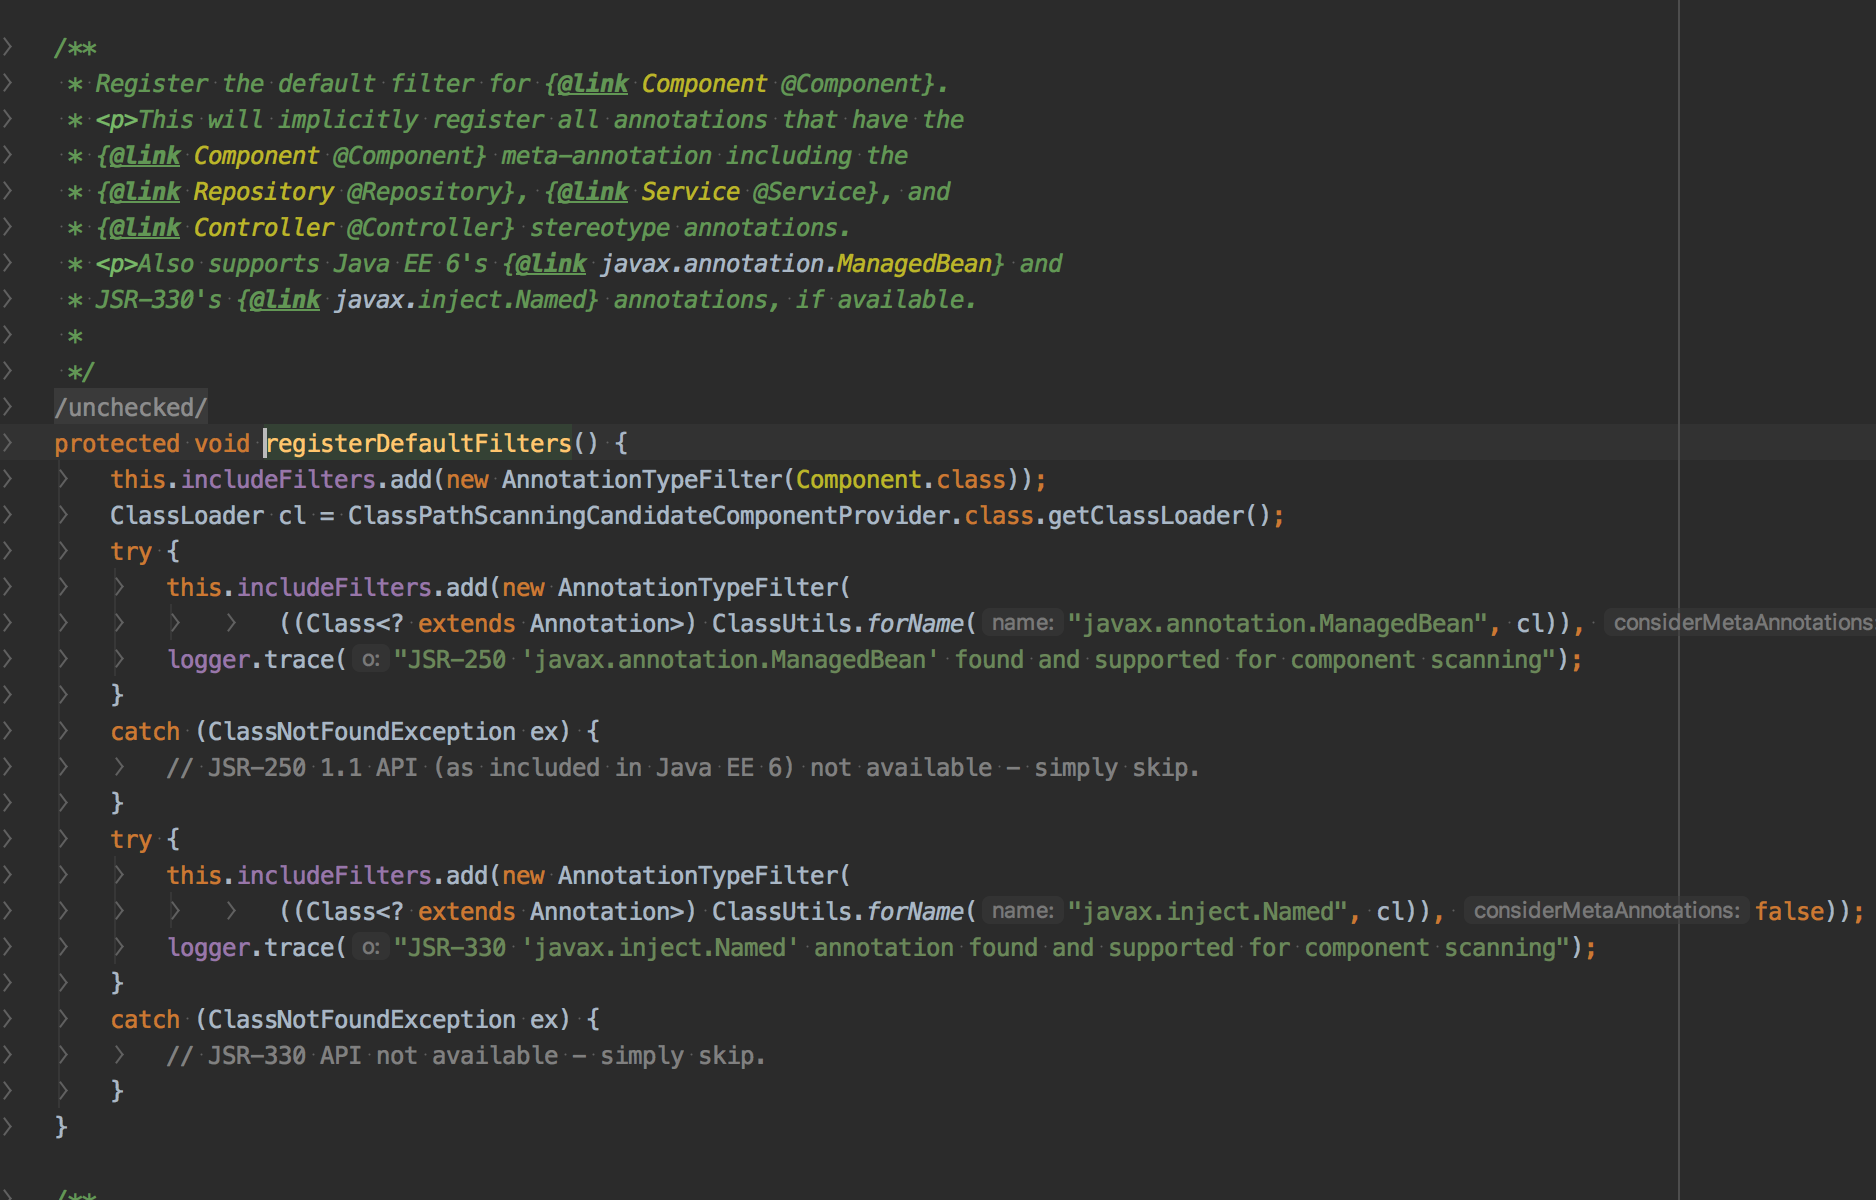 /**
* Register the default filter for {@link Component @Component}.
* <p>This will implicitly register all annotations that have the
* {@link Component @Component} meta-annotation including the
* {@link Repository @Repository}, {@link Service @Service}, and
* {@link Controller @Controller} stereotype annotations.
* <p>Also supports Java EE 6's {@link javax.annotation.ManagedBean} and
* JSR-330's {@link javax.inject.Named} annotations, if available.
*
*/
/unchecked/
protected void registerDefaultFilters() {
this.includeFilters.add(new AnnotationTypeFilter(Component.class));
ClassLoader cl = ClassPathScanningCandidateComponentProvider.class.getClassLoader();
try {
this.includeFilters.add(new AnnotationTypeFilter(
((Class<? extends Annotation>) ClassUtils.forName( name: "javax.annotation.ManagedBean", cl)), considerMetaAnnotations
logger.trace( o: "JSR-250 'javax.annotation.ManagedBean' found and supported for component scanning");
}
catch (ClassNotFoundException ex) {
// JSR-250 1.1 API (as included in Java EE 6) not available - simply skip.
}
try {
this.includeFilters.add(new AnnotationTypeFilter(
((Class<? extends Annotation>) ClassUtils.forName( name: "javax.inject.Named", cl)), considerMetaAnnotations: false));
logger.trace( o: "JSR-330 'javax.inject.Named' annotation found and supported for component scanning");
}
catch (ClassNotFoundException ex) {
// JSR-330 API not available - simply skip.
}
}
/**